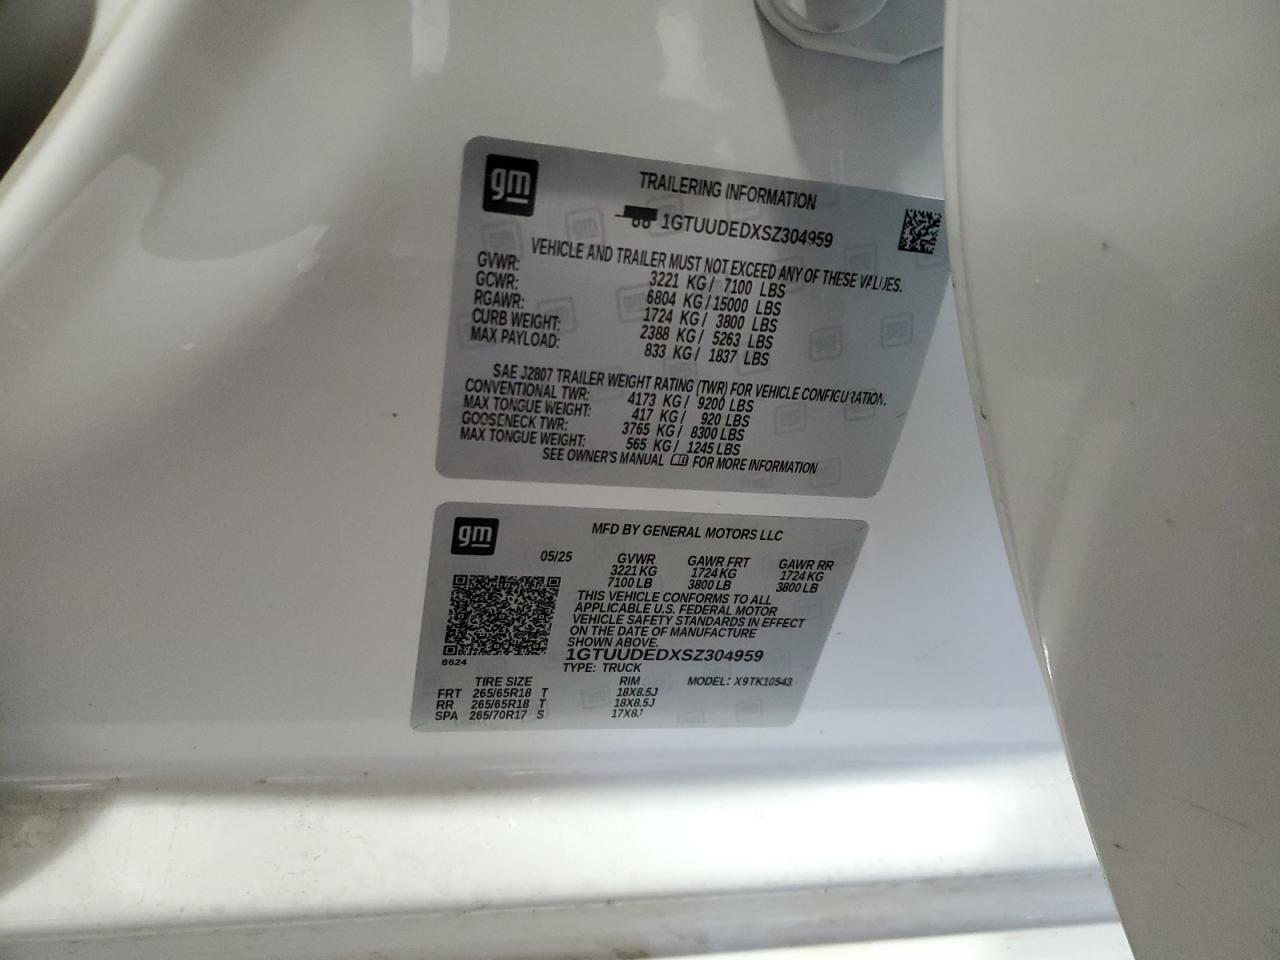 gm
TRAILERING INFORMATION
1GTUUDEDXSZ304959
VEHICLE AND TRAILER MUST NOT EXCEED ANY OF THESE VALUES.
GVWR: 3221 KG / 7100 LBS
GCWR: 6804 KG / 15000 LBS
RGAWR: 1724 KG / 3800 LBS
CURB WEIGHT: 2388 KG / 5263 LBS
MAX PAYLOAD: 833 KG / 1837 LBS
SAE J2807 TRAILER WEIGHT RATING (TWR) FOR VEHICLE CONFIGURATION.
CONVENTIONAL TWR: 4173 KG / 9200 LBS
MAX TONGUE WEIGHT: 417 KG / 920 LBS
GOOSENECK TWR: 3765 KG / 8300 LBS
MAX TONGUE WEIGHT: 565 KG / 1245 LBS
SEE OWNER'S MANUAL FOR MORE INFORMATION
gm
MFD BY GENERAL MOTORS LLC
05/25 GVWR GAWR FRT GAWR RR
3221 KG 1724 KG 1724 KG
7100 LB 3800 LB 3800 LB
THIS VEHICLE CONFORMS TO ALL
APPLICABLE U.S. FEDERAL MOTOR
VEHICLE SAFETY STANDARDS IN EFFECT
ON THE DATE OF MANUFACTURE
SHOWN ABOVE.
1GTUUDEDXSZ304959
8624
TYPE: TRUCK
TIRE SIZE RIM MODEL: X9TK10543
FRT 265/65R18 T 18X8.5J
RR 265/65R18 T 18X8.5J
SPA 265/70R17 S 17X8J